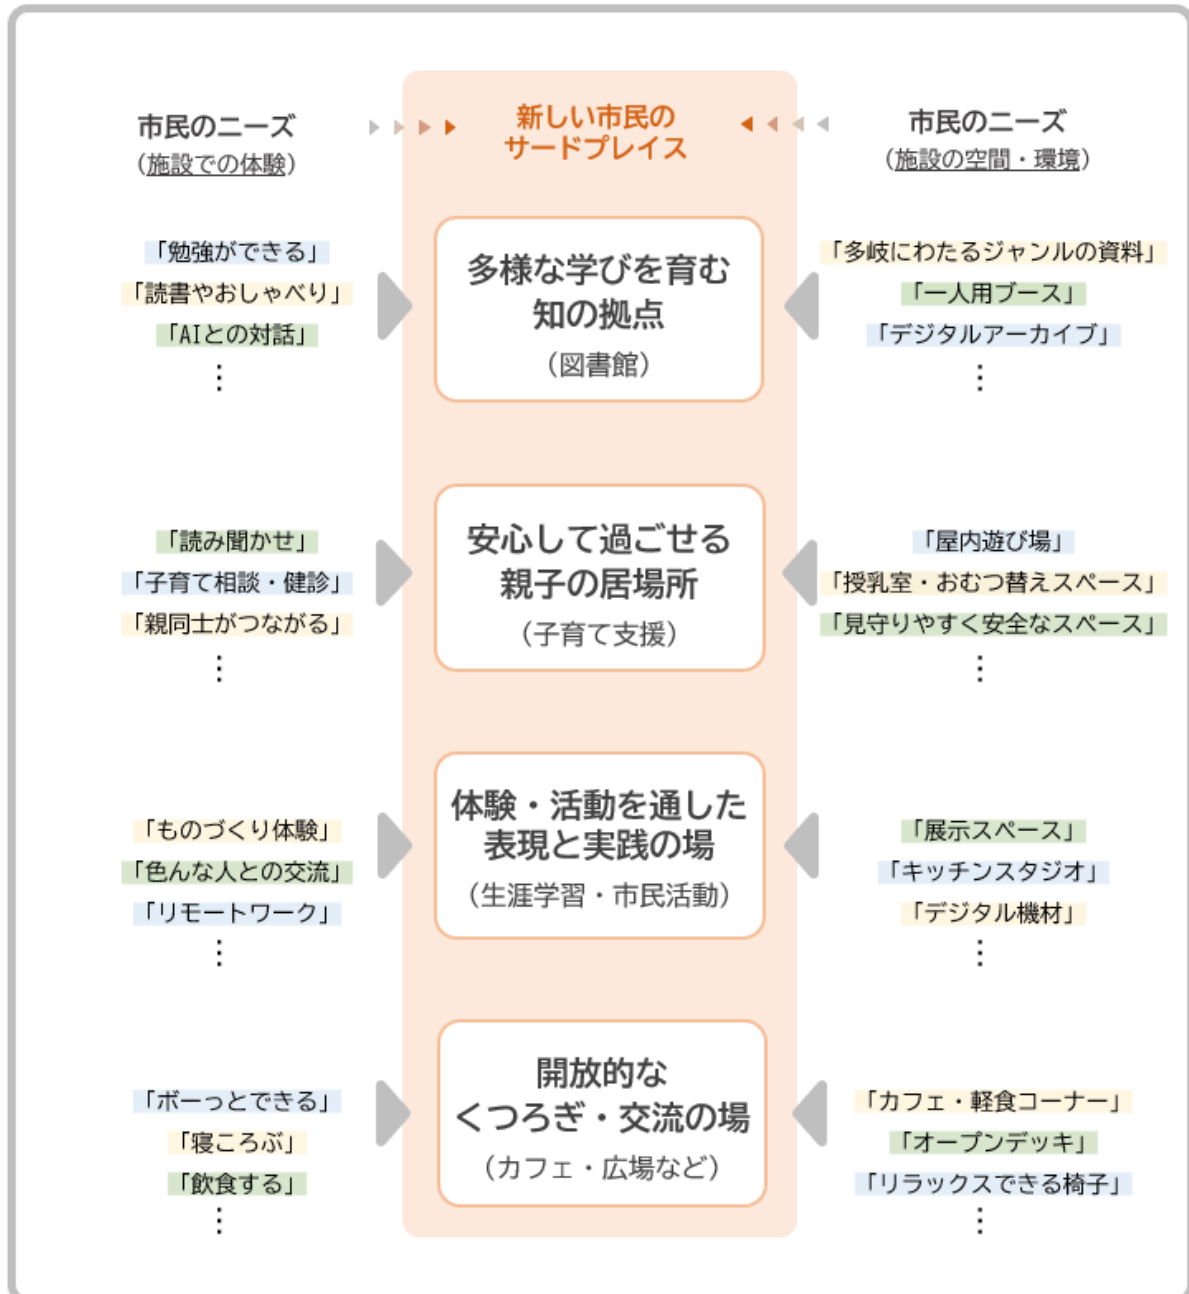 市民のニーズ
(施設での体験)
新しい市民の
サードプレイス
市民のニーズ
(施設の空間・環境)
「勉強ができる」
「読書やおしゃべり」
「AIとの対話」
⋮
多様な学びを育む
知の拠点
(図書館)
「多岐にわたるジャンルの資料」
「一人用ブース」
「デジタルアーカイブ」
⋮
「読み聞かせ」
「子育て相談・健診」
「親同士がつながる」
⋮
安心して過ごせる
親子の居場所
(子育て支援)
「屋内遊び場」
「授乳室・おむつ替えスペース」
「見守りやすく安全なスペース」
⋮
「ものづくり体験」
「色んな人との交流」
「リモートワーク」
⋮
体験・活動を通した
表現と実践の場
(生涯学習・市民活動)
「展示スペース」
「キッチンスタジオ」
「デジタル機材」
⋮
「ボーっとできる」
「寝ころぶ」
「飲食する」
⋮
開放的な
くつろぎ・交流の場
(カフェ・広場など)
「カフェ・軽食コーナー」
「オープンデッキ」
「リラックスできる椅子」
⋮